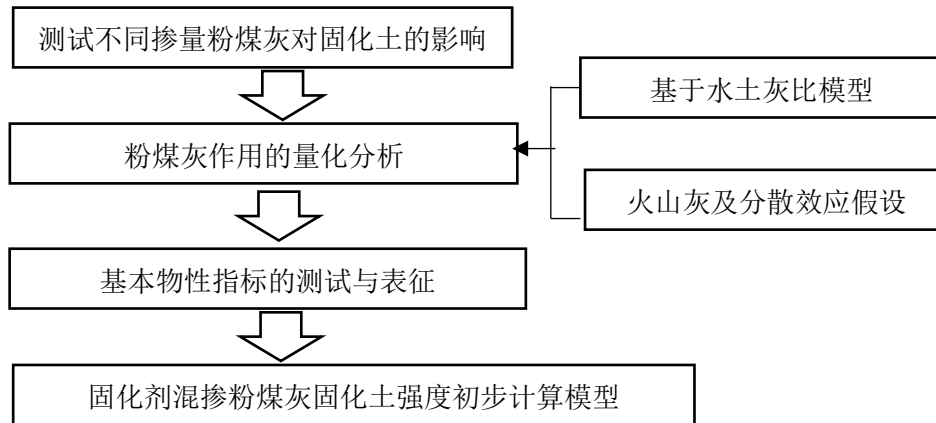 测试不同掺量粉煤灰对固化土的影响
基于水土灰比模型
粉煤灰作用的量化分析
火山灰及分散效应假设
基本物性指标的测试与表征
固化剂混掺粉煤灰固化土强度初步计算模型